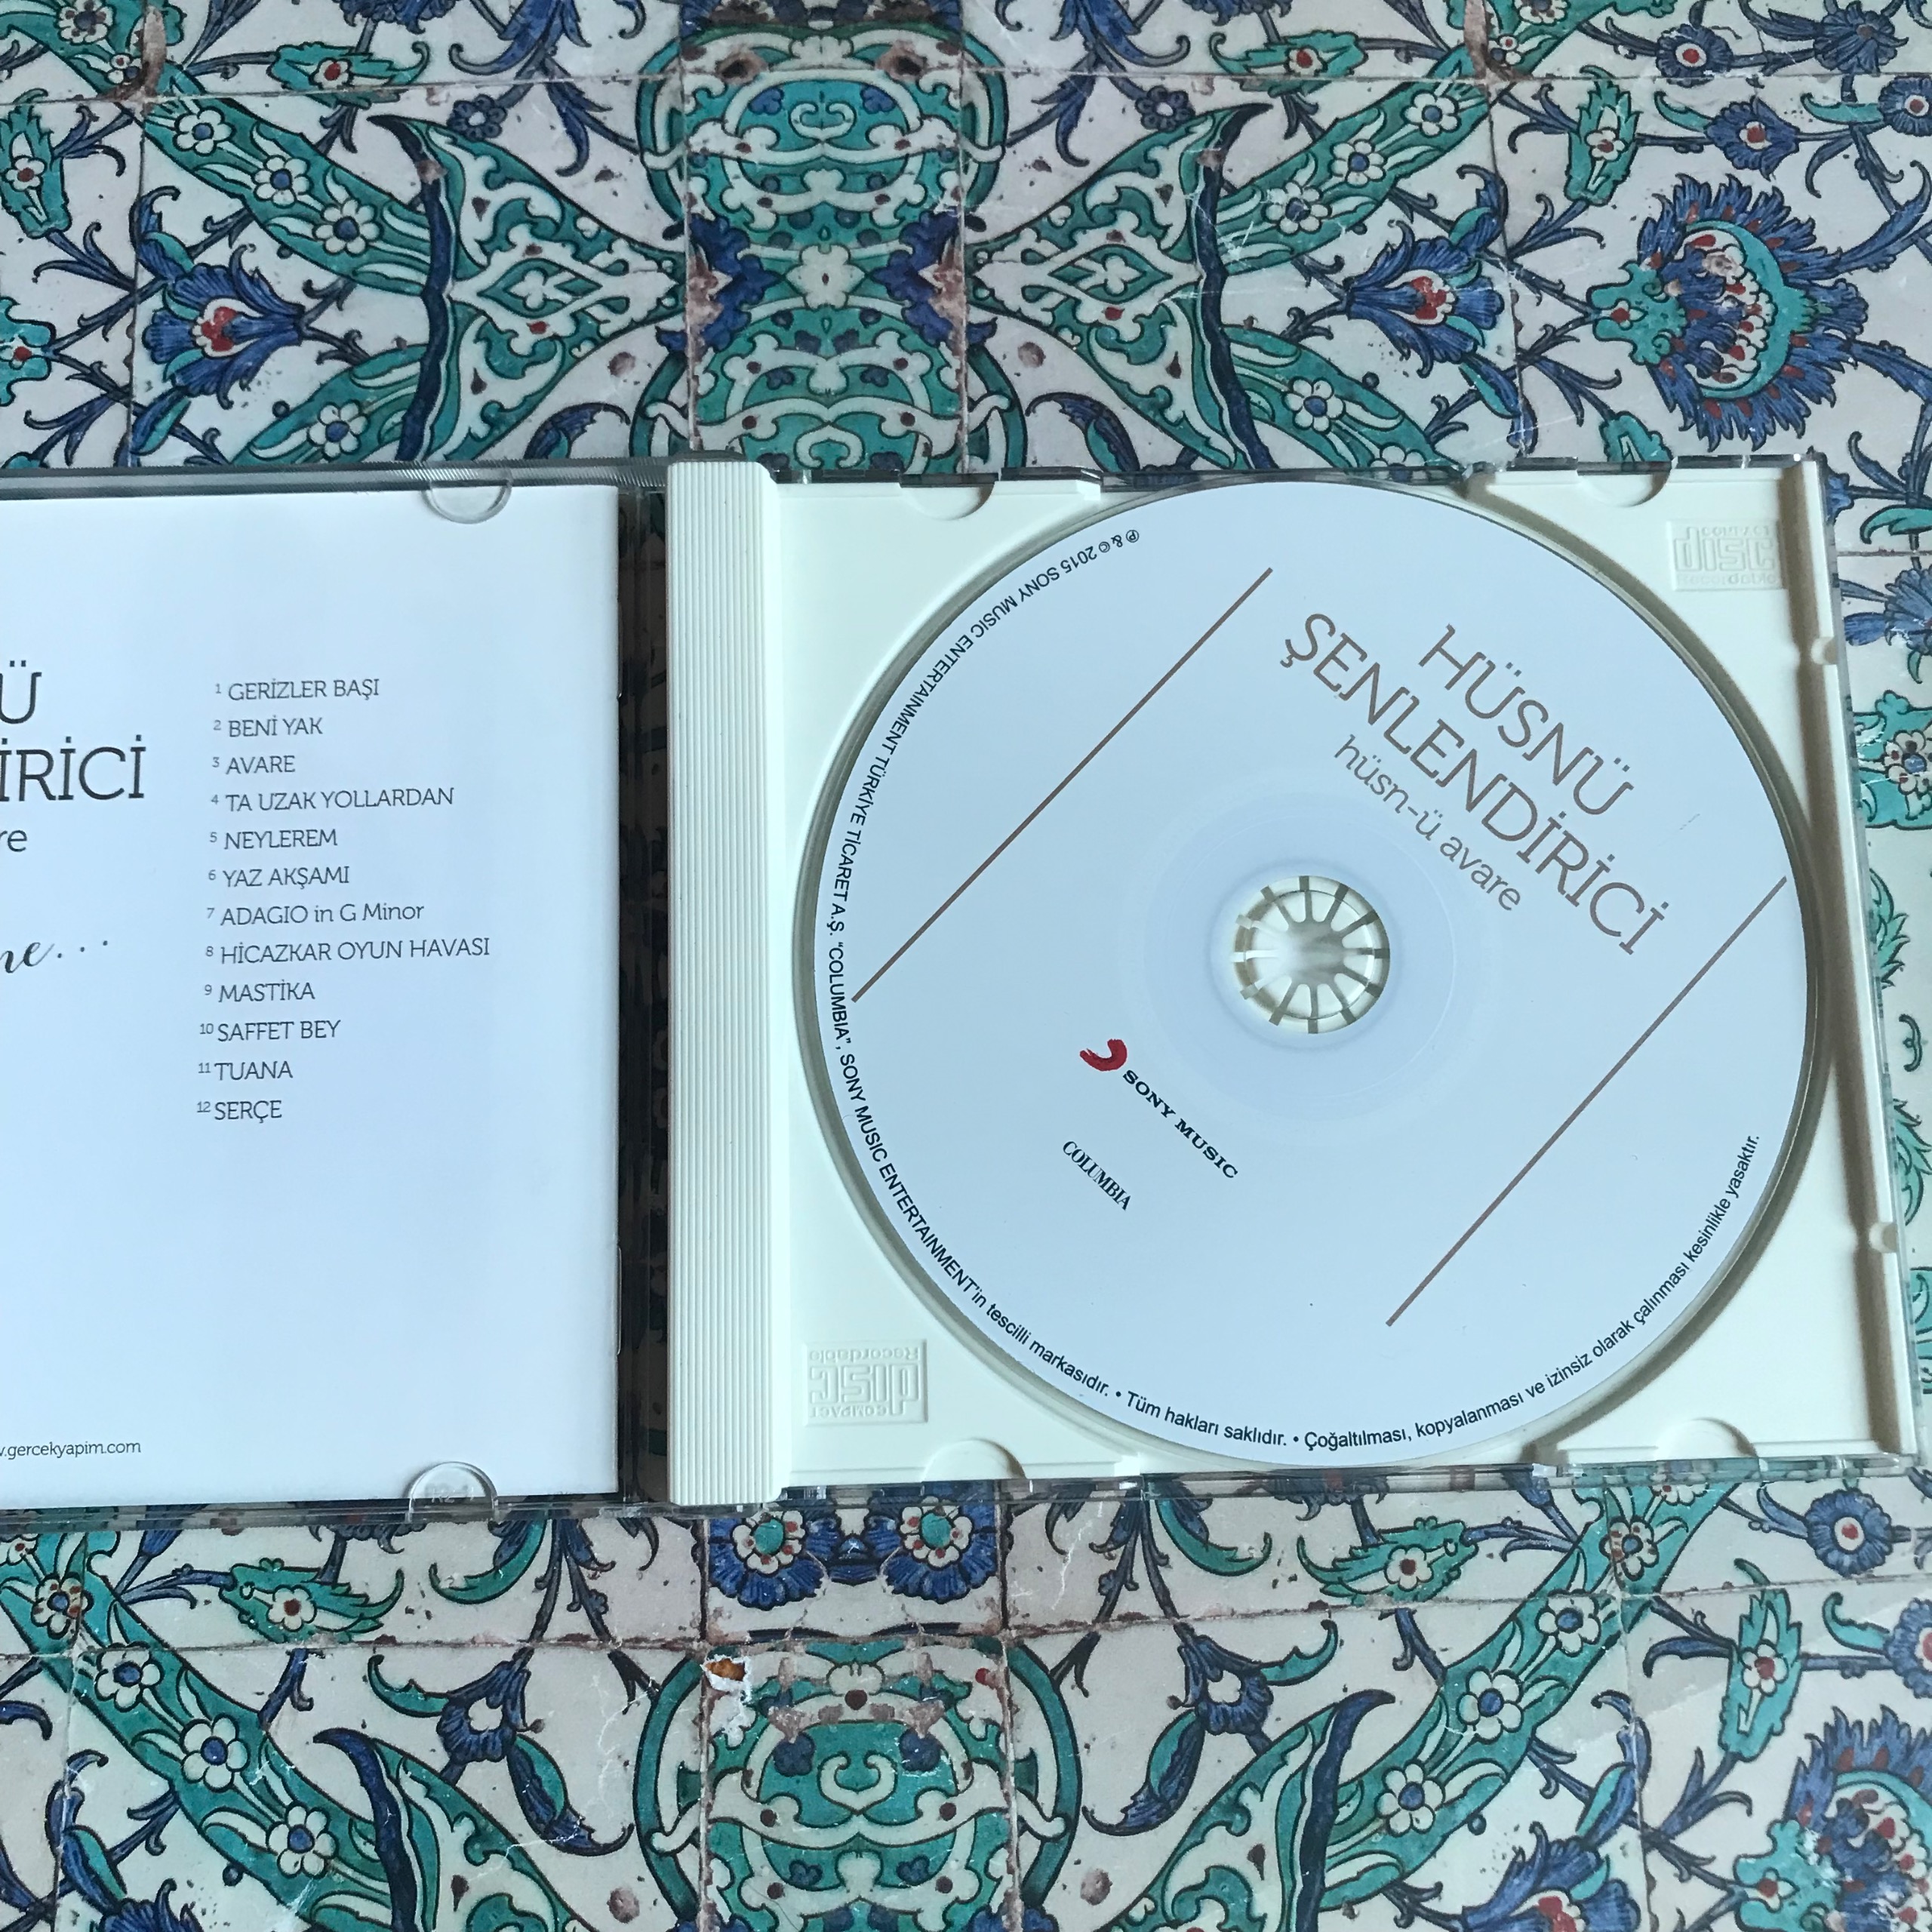 Ü
İRİCİ
re
ne...
1 GERİZLER BAŞI
2 BENİ YAK
3 AVARE
4 TA UZAK YOLLARDAN
5 NEYLEREM
6 YAZ AKŞAMI
7 ADAGIO in G Minor
8 HİCAZKAR OYUN HAVASI
9 MASTİKA
10 SAFFET BEY
11 TUANA
12 SERÇE
.gercekyapim.com
HÜSNÜ
ŞENLENDİRİCİ
hüsn-ü avare
SONY MUSIC
COLUMBIA
℗ & © 2015 SONY MUSIC ENTERTAINMENT TÜRKİYE TİCARET A.Ş. "COLUMBIA", SONY MUSIC ENTERTAINMENT'in tescilli markasıdır. • Tüm hakları saklıdır. • Çoğaltılması, kopyalanması ve izinsiz olarak çalınması kesinlikle yasaktır.
COMPACT
disc
Recordable
COMPACT
disc
Recordable